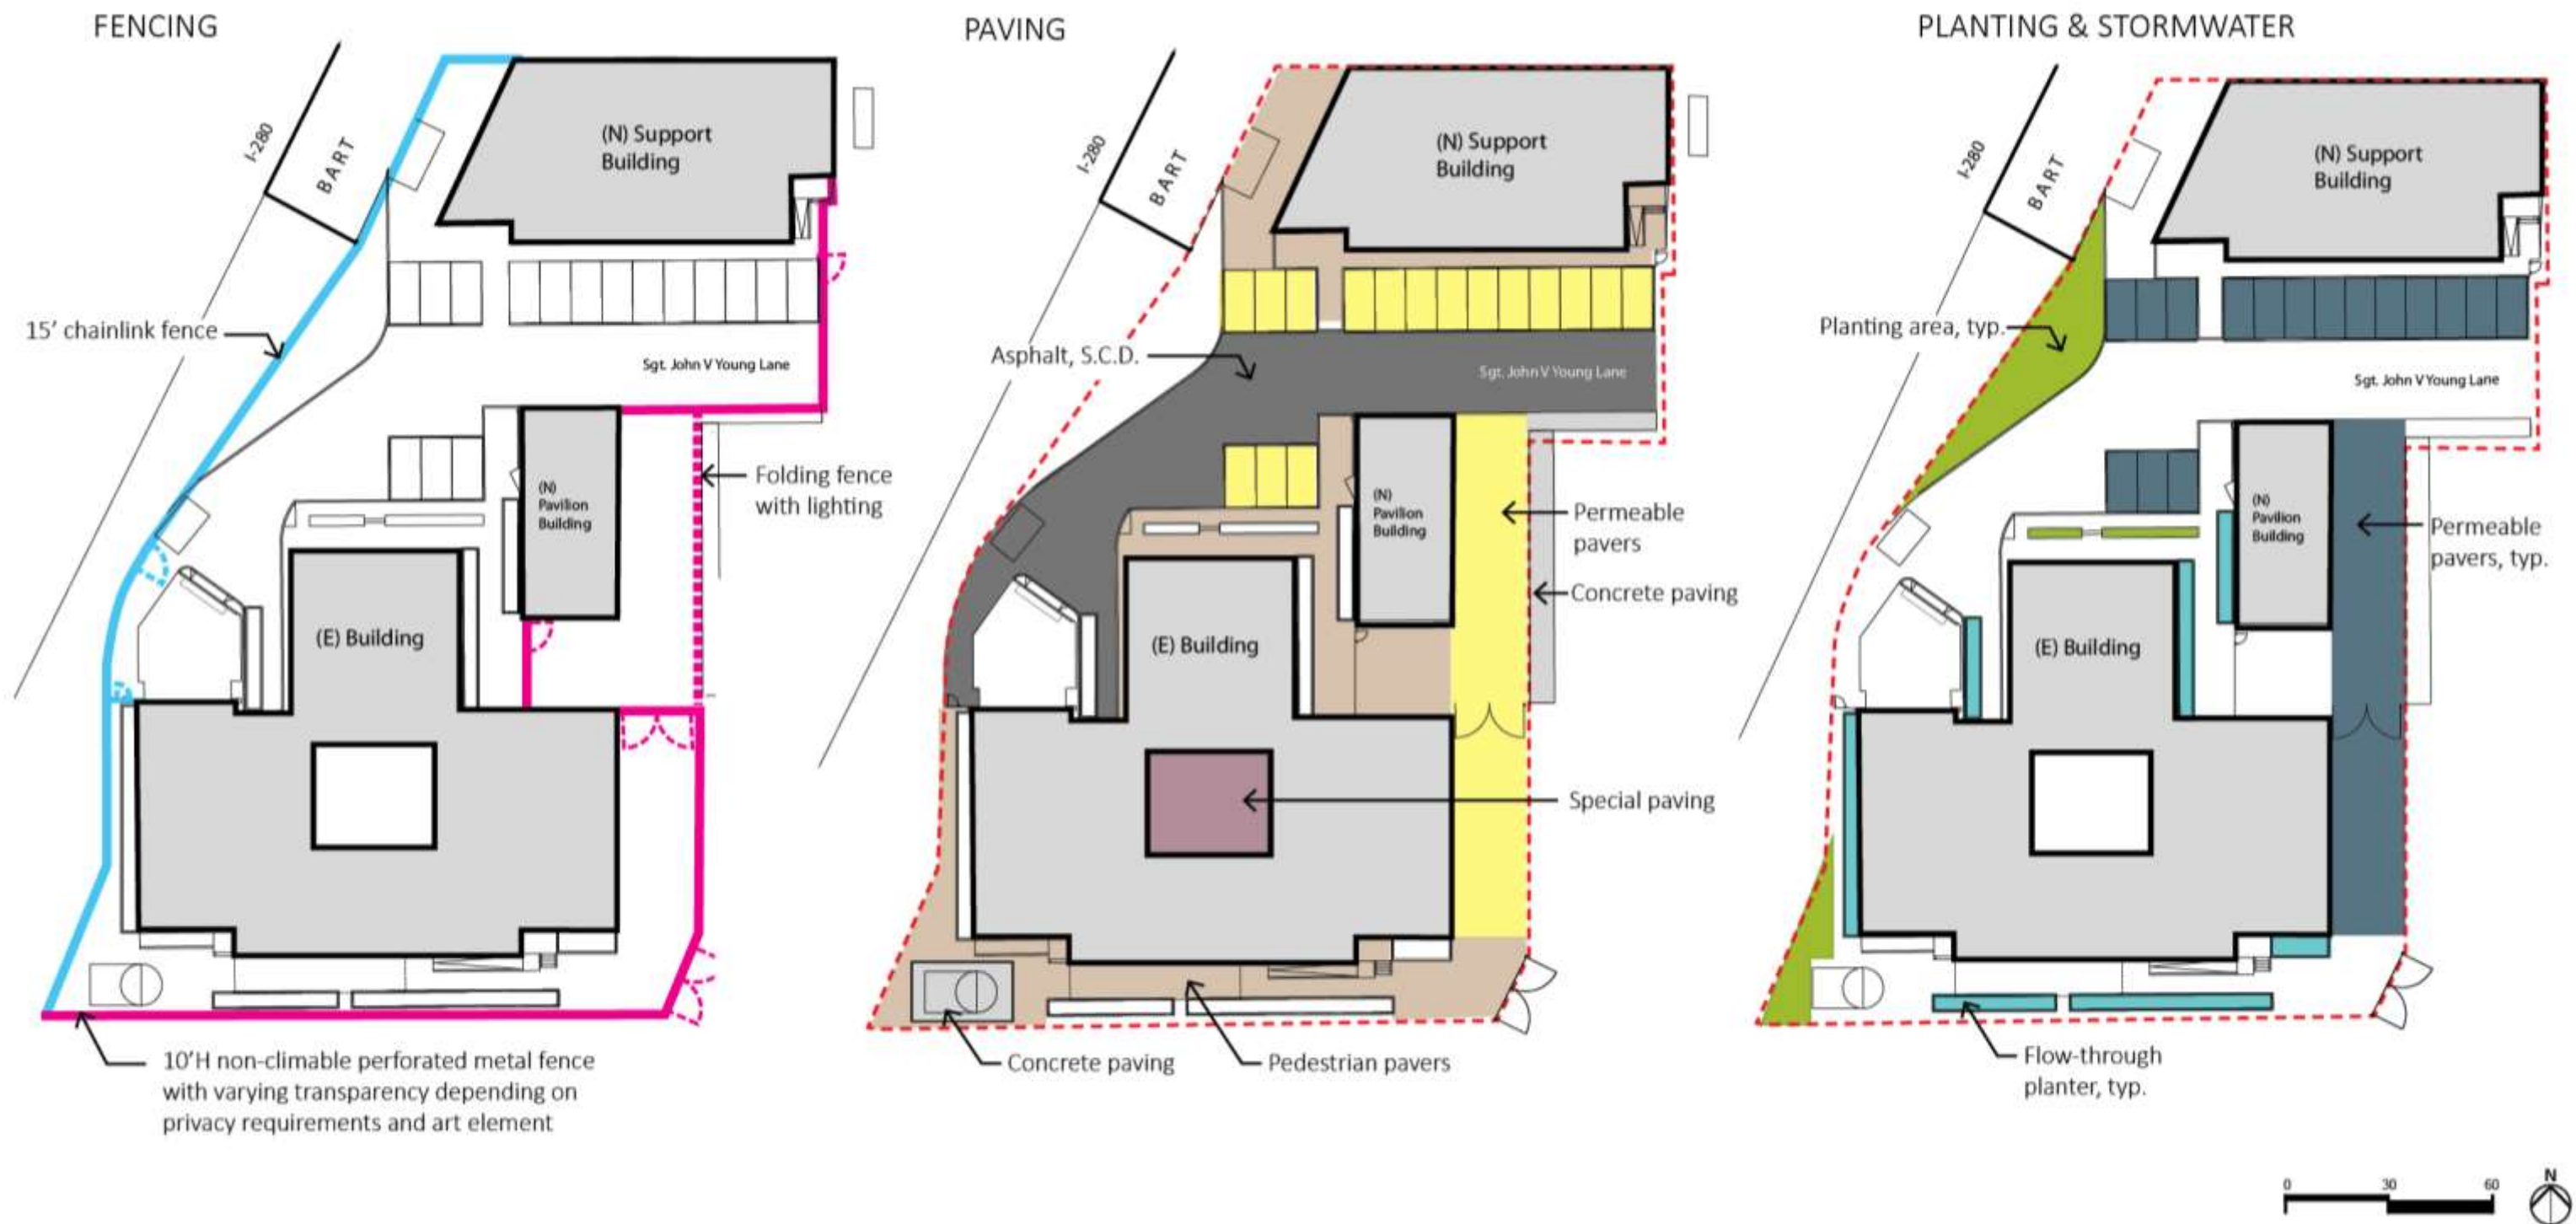 FENCING
I-280
BART
(N) Support
Building
15' chainlink fence
Sgt. John V Young Lane
(N)
Pavilion
Building
Folding fence
with lighting
(E) Building
10'H non-climable perforated metal fence
with varying transparency depending on
privacy requirements and art element
PAVING
I-280
BART
(N) Support
Building
Asphalt, S.C.D.
Sgt. John V Young Lane
(N)
Pavilion
Building
Permeable
pavers
Concrete paving
(E) Building
Special paving
Concrete paving
Pedestrian pavers
PLANTING & STORMWATER
I-280
BART
(N) Support
Building
Planting area, typ.
Sgt. John V Young Lane
(N)
Pavilion
Building
Permeable
pavers, typ.
(E) Building
Flow-through
planter, typ.
0 30 60
N